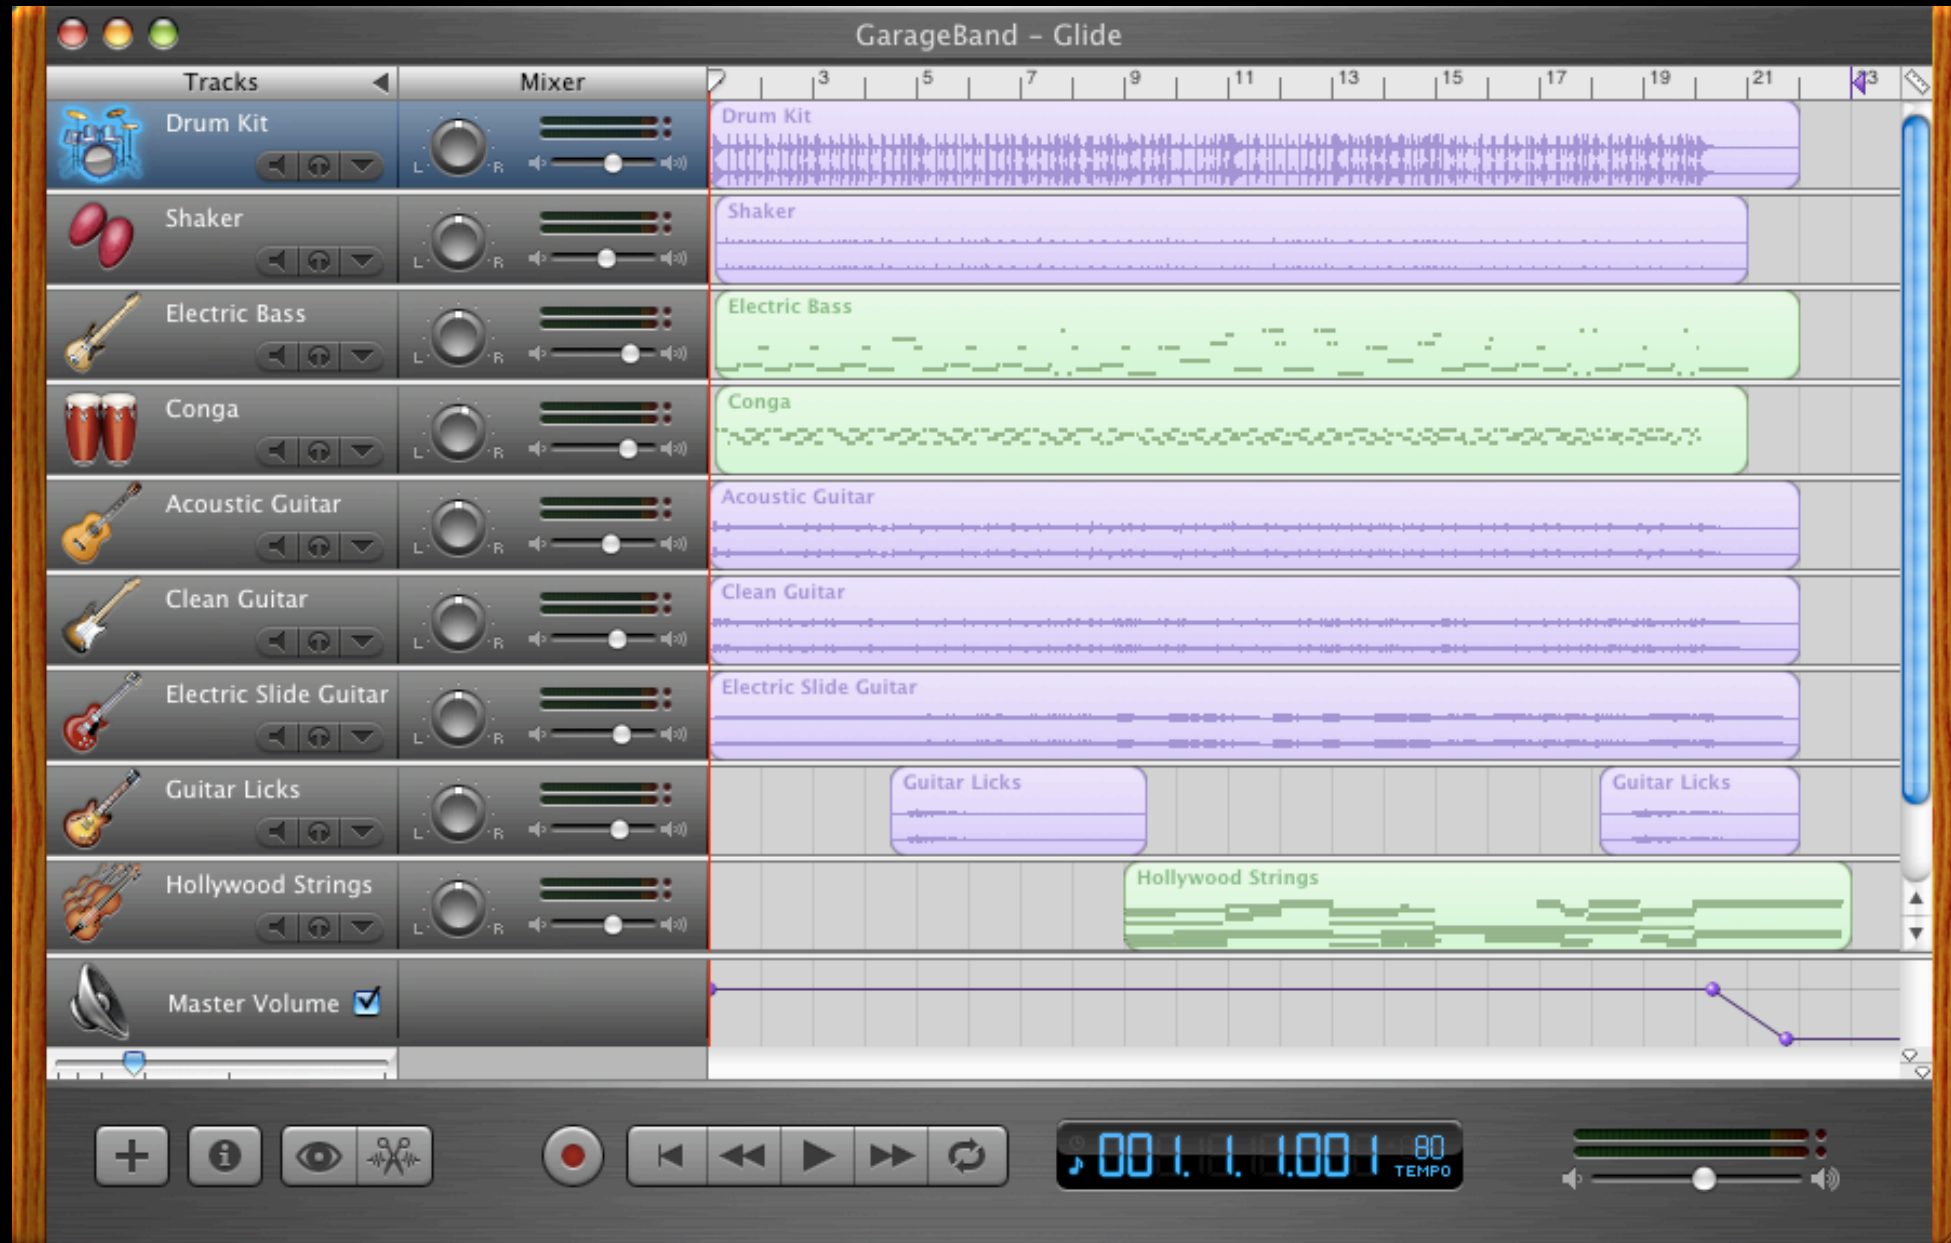 GarageBand – Glide
Tracks
Mixer
3 5 7 9 11 13 15 17 19 21
Drum Kit
L R
Drum Kit
Shaker
L R
Shaker
Electric Bass
L R
Electric Bass
Conga
L R
Conga
Acoustic Guitar
L R
Acoustic Guitar
Clean Guitar
L R
Clean Guitar
Electric Slide Guitar
L R
Electric Slide Guitar
Guitar Licks
L R
Guitar Licks
Guitar Licks
Hollywood Strings
L R
Hollywood Strings
Master Volume
001. 1. 1.001
80
TEMPO